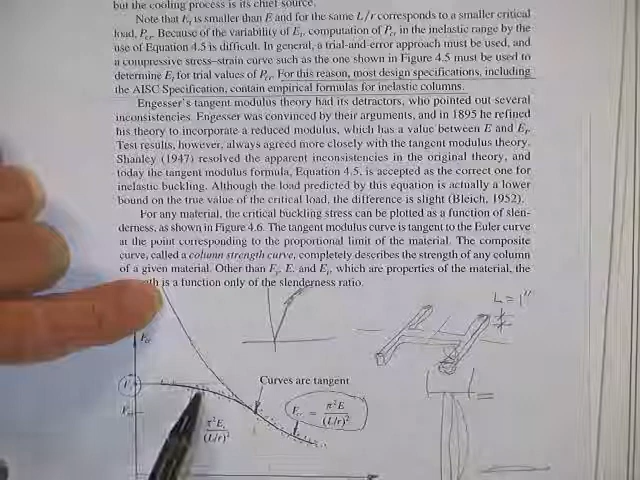 but the cooling process is its chief source.
Note that Et is smaller than E and for the same L/r corresponds to a smaller critical
load, Pcr. Because of the variability of Et, computation of Pcr in the inelastic range by the
use of Equation 4.5 is difficult. In general, a trial-and-error approach must be used, and
a compressive stress–strain curve such as the one shown in Figure 4.5 must be used to
determine Et for trial values of Pcr. For this reason, most design specifications, including
the AISC Specification, contain empirical formulas for inelastic columns.
Engesser's tangent modulus theory had its detractors, who pointed out several
inconsistencies. Engesser was convinced by their arguments, and in 1895 he refined
his theory to incorporate a reduced modulus, which has a value between E and Et.
Test results, however, always agreed more closely with the tangent modulus theory.
Shanley (1947) resolved the apparent inconsistencies in the original theory, and
today the tangent modulus formula, Equation 4.5, is accepted as the correct one for
inelastic buckling. Although the load predicted by this equation is actually a lower
bound on the true value of the critical load, the difference is slight (Bleich, 1952).
For any material, the critical buckling stress can be plotted as a function of slen-
derness, as shown in Figure 4.6. The tangent modulus curve is tangent to the Euler curve
at the point corresponding to the proportional limit of the material. The composite
curve, called a column strength curve, completely describes the strength of any column
of a given material. Other than Fy, E, and Et, which are properties of the material, the
is a function only of the slenderness ratio.
L = 1"
Fcr
Curves are tangent
Fcr = π²E
(L/r)²
π²Et
(L/r)²